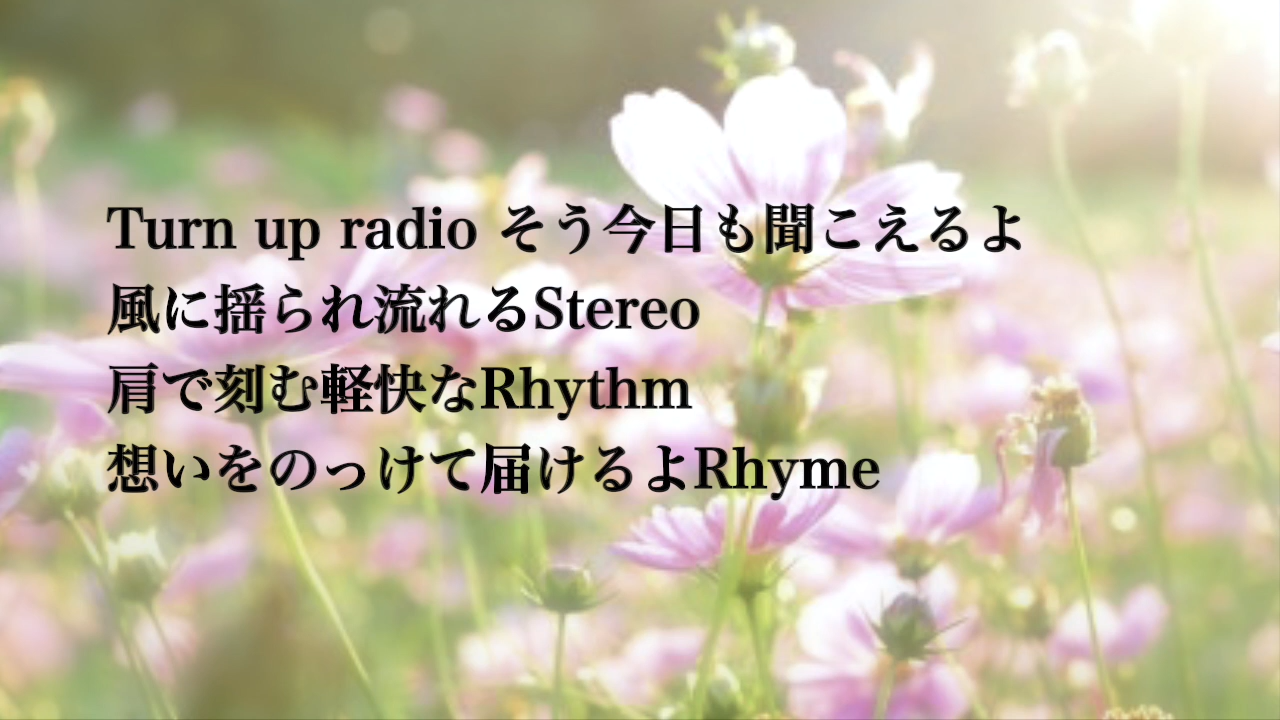 Turn up radio そう今日も聞こえるよ
風に揺られ流れるStereo
肩で刻む軽快なRhythm
想いをのっけて届けるよRhyme